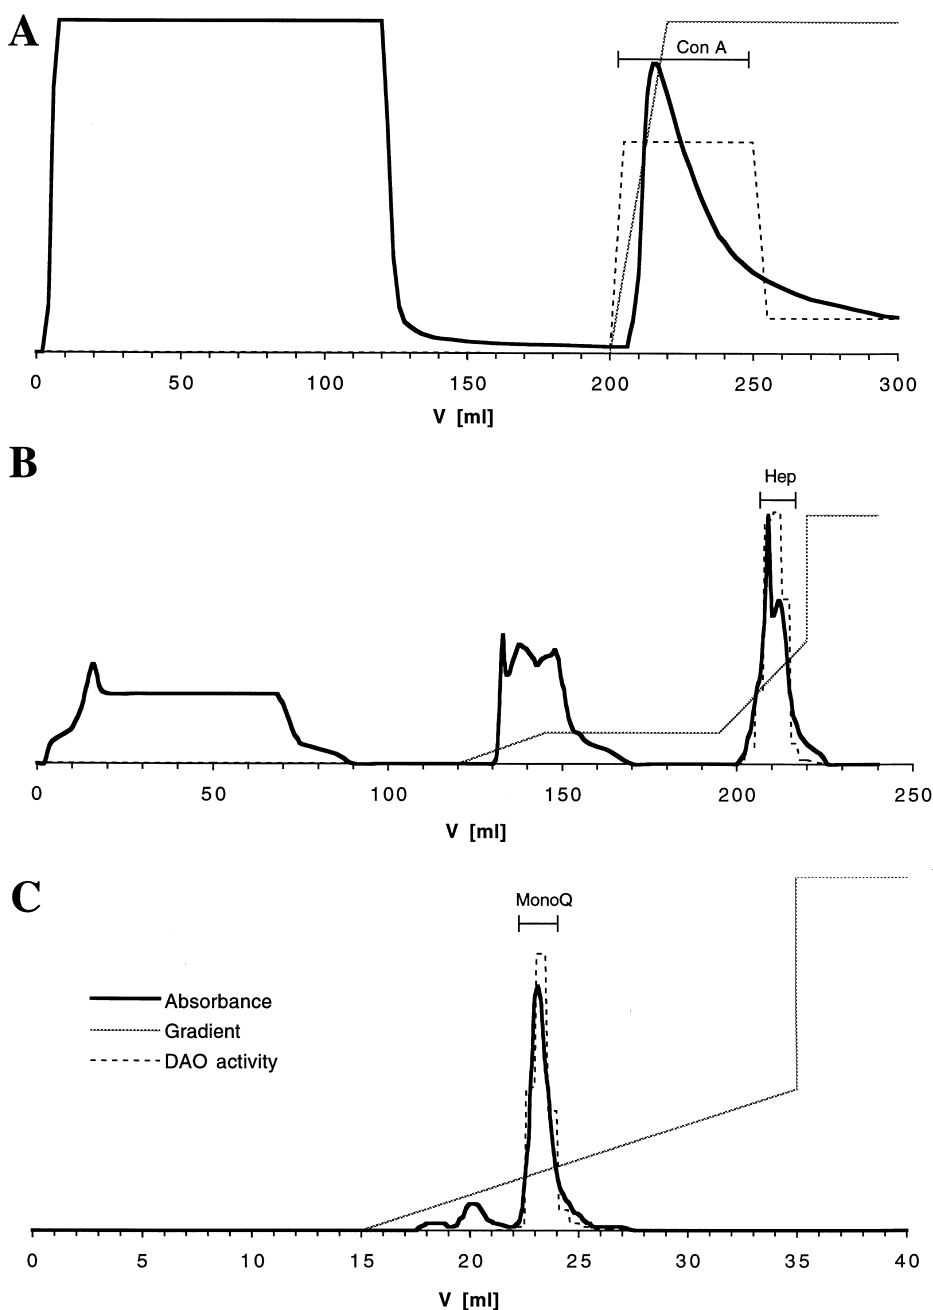 A
Con A
0 50 100 150 200 250 300
V [ml]
B
Hep
0 50 100 150 200 250
V [ml]
C
MonoQ
Absorbance
Gradient
DAO activity
0 5 10 15 20 25 30 35 40
V [ml]